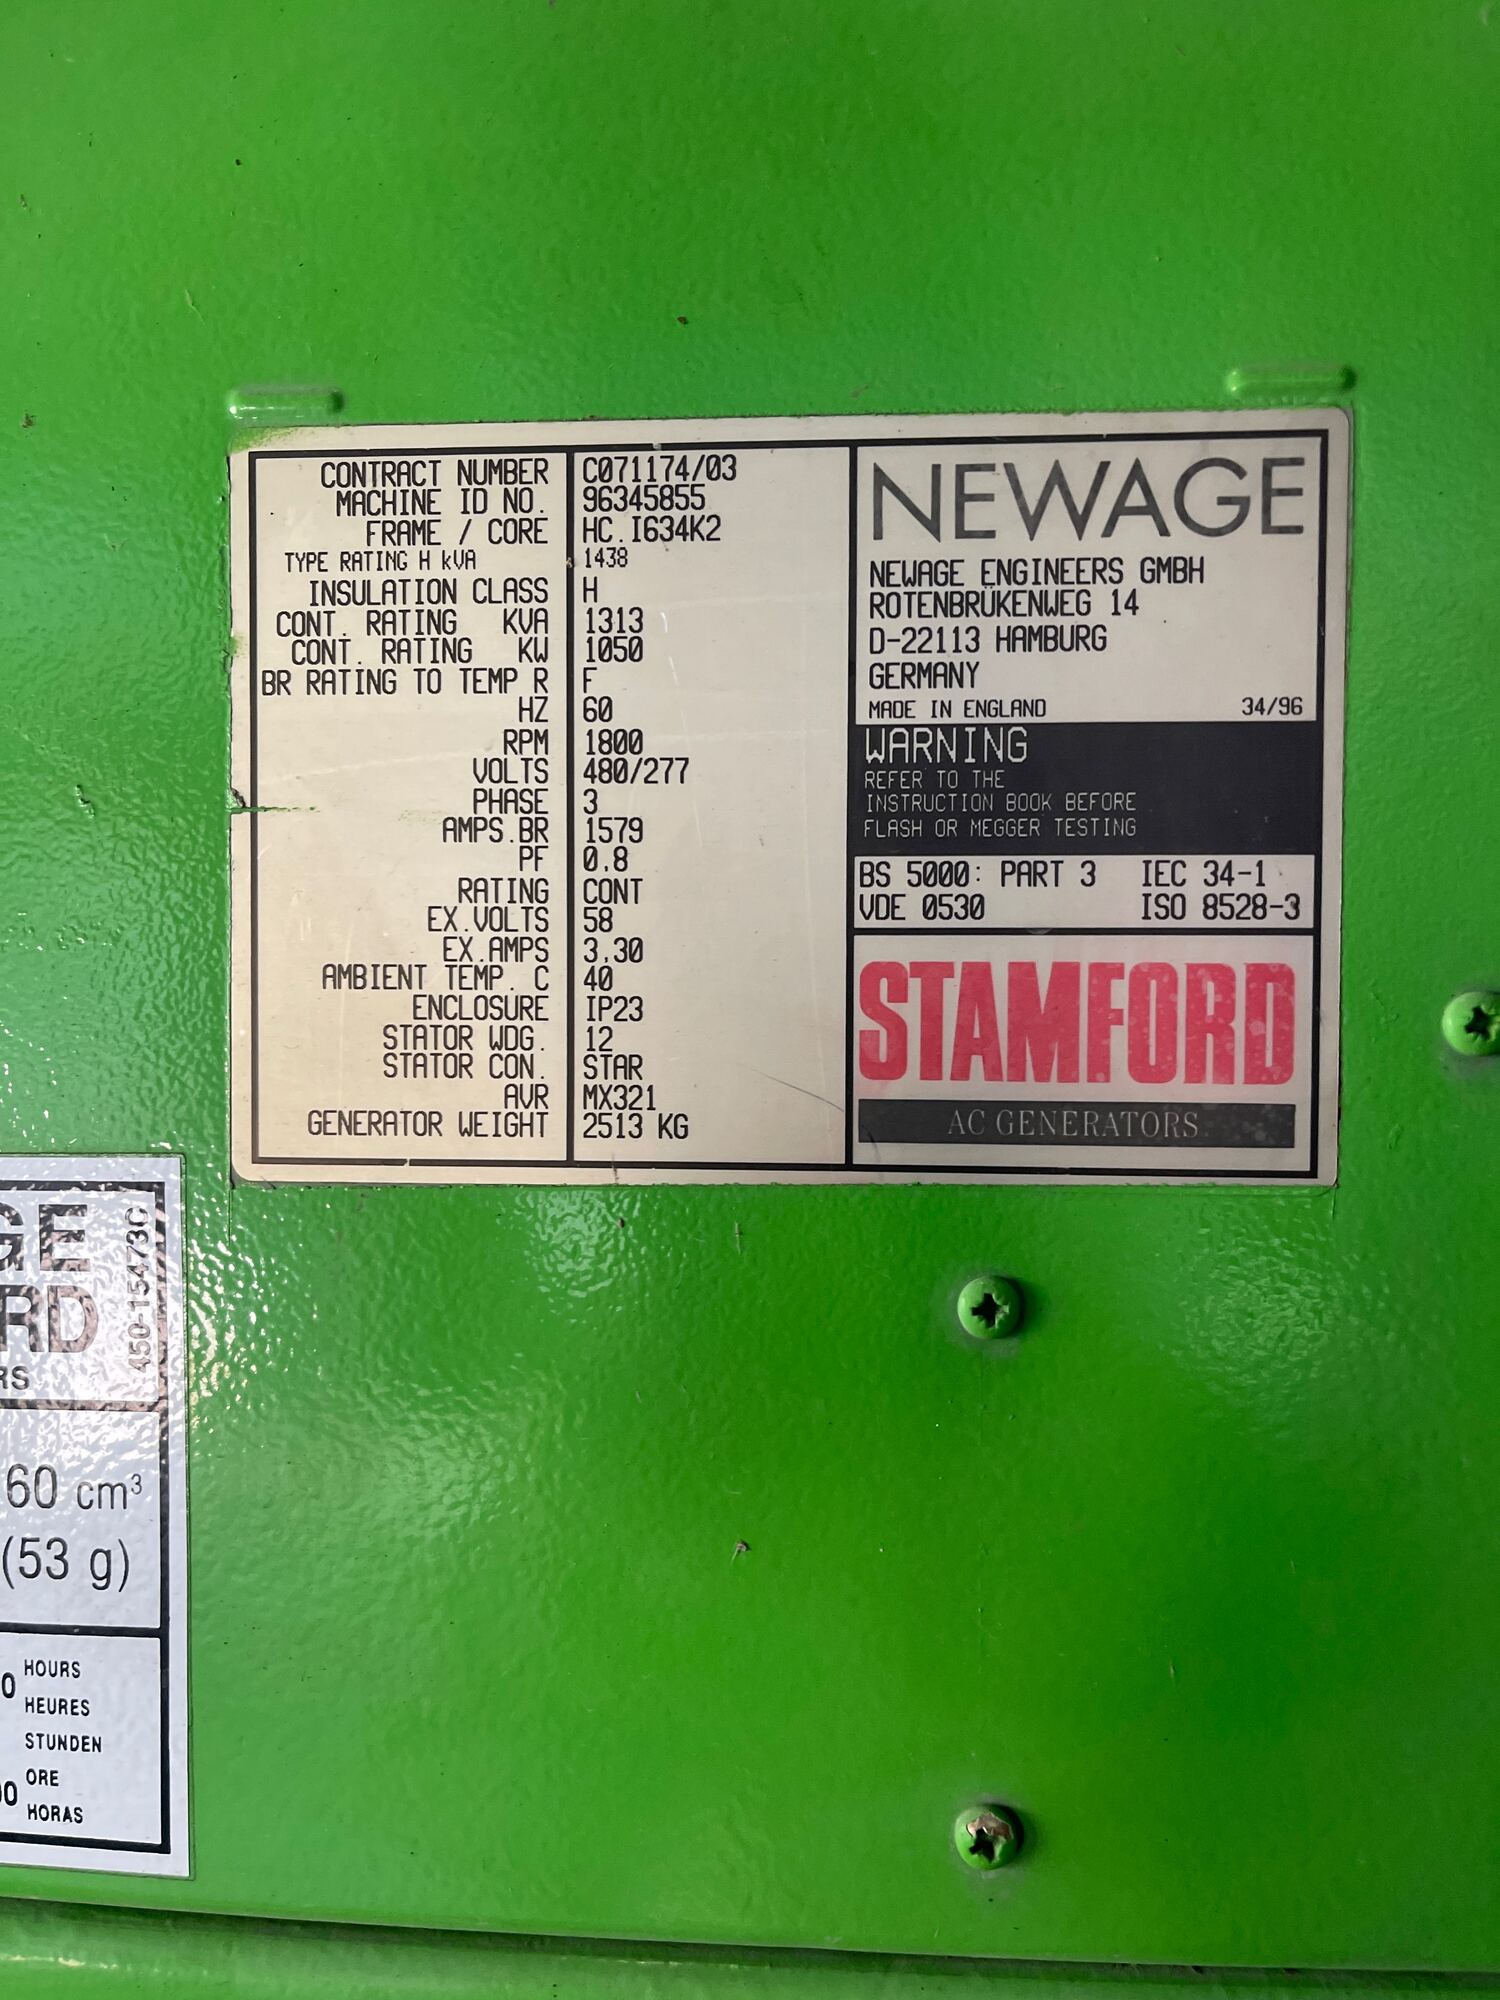 CONTRACT NUMBER C071174/03
MACHINE ID NO. 96345855
FRAME / CORE HC.I634K2
TYPE RATING H kVA 1438
INSULATION CLASS H
CONT. RATING KVA 1313
CONT. RATING KW 1050
BR RATING TO TEMP R F
HZ 60
RPM 1800
VOLTS 480/277
PHASE 3
AMPS.BR 1579
PF 0.8
RATING CONT
EX.VOLTS 58
EX.AMPS 3.30
AMBIENT TEMP. C 40
ENCLOSURE IP23
STATOR WDG. 12
STATOR CON. STAR
AVR MX321
GENERATOR WEIGHT 2513 KG
NEWAGE
NEWAGE ENGINEERS GMBH
ROTENBRÜKENWEG 14
D-22113 HAMBURG
GERMANY
MADE IN ENGLAND 34/96
WARNING
REFER TO THE
INSTRUCTION BOOK BEFORE
FLASH OR MEGGER TESTING
BS 5000: PART 3 IEC 34-1
VDE 0530 ISO 8528-3
STAMFORD
AC GENERATORS
GE
RD
RS
450-15473C
60 cm³
(53 g)
0 HOURS
HEURES
STUNDEN
00 ORE
HORAS